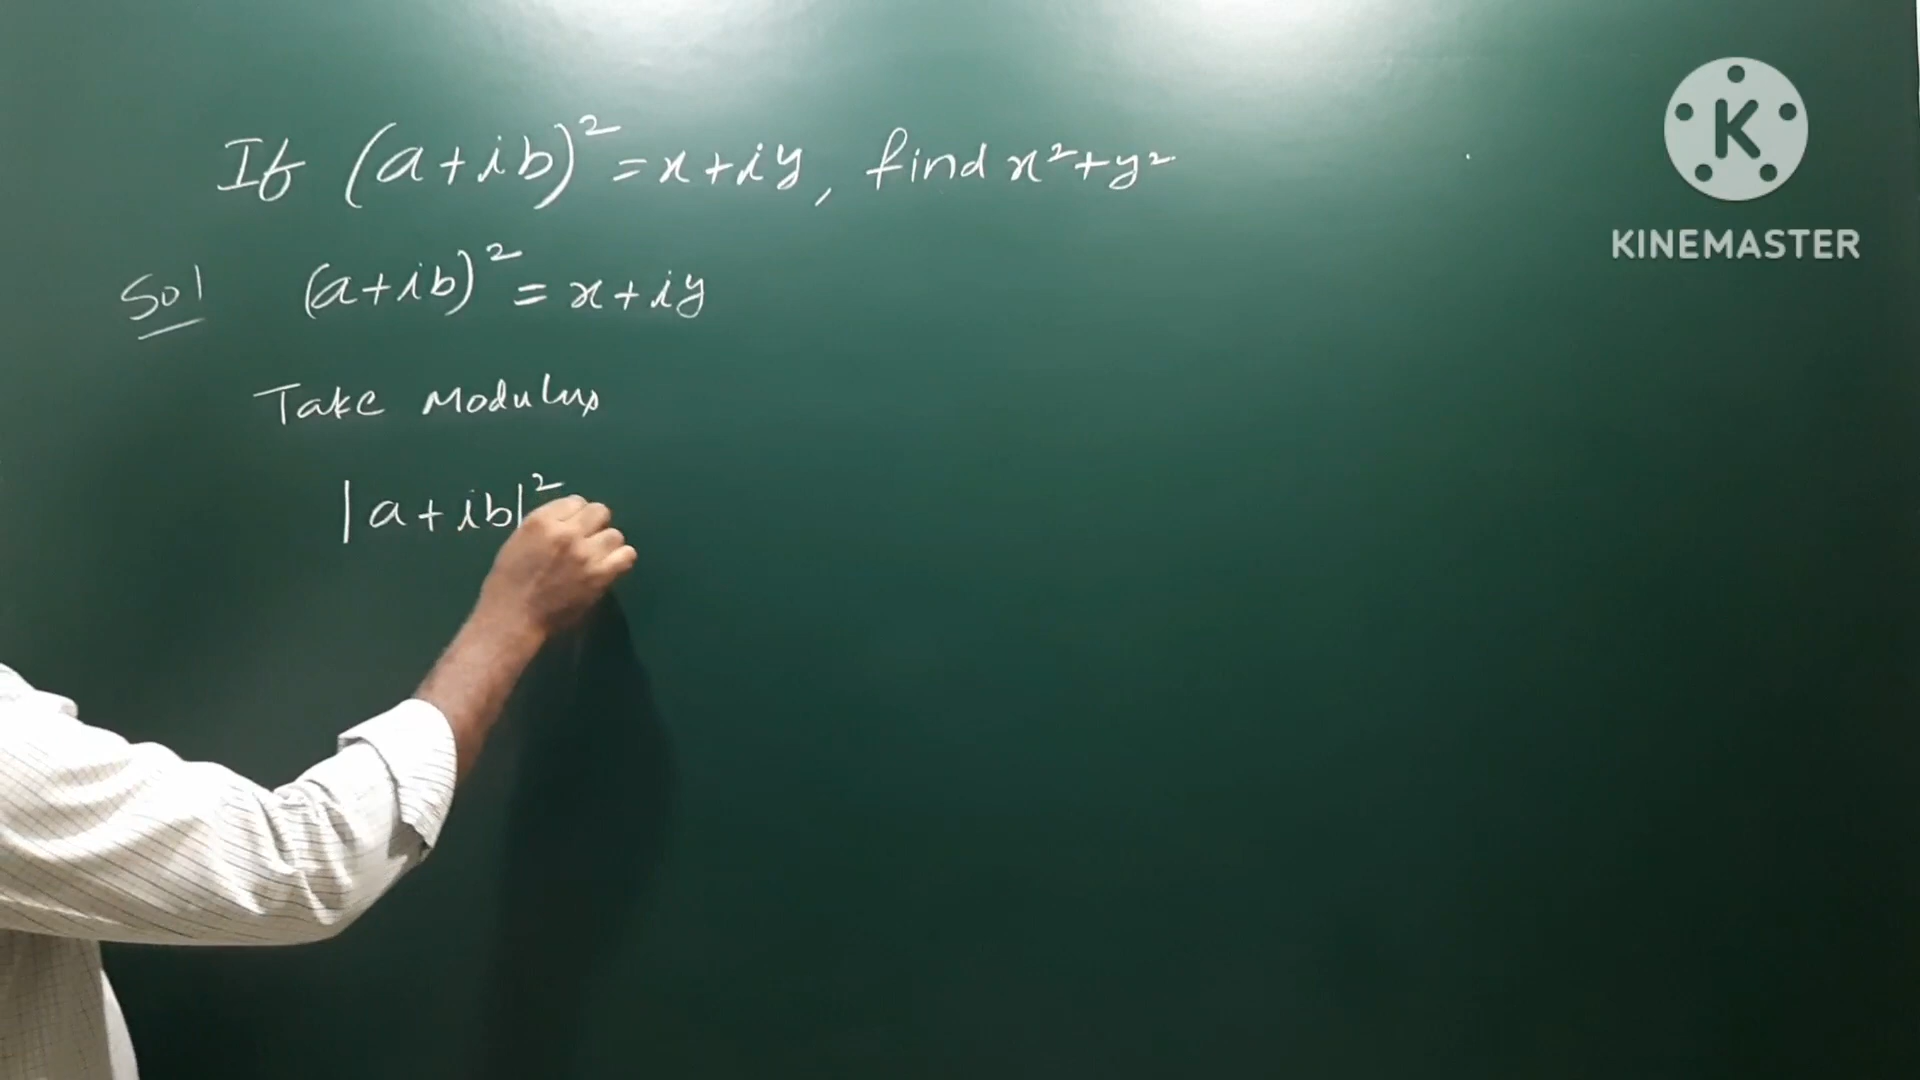 If (a+ib)² = x+iy, find x²+y²
KINEMASTER
Sol (a+ib)² = x+iy
Take Modulus
|a+ib|²